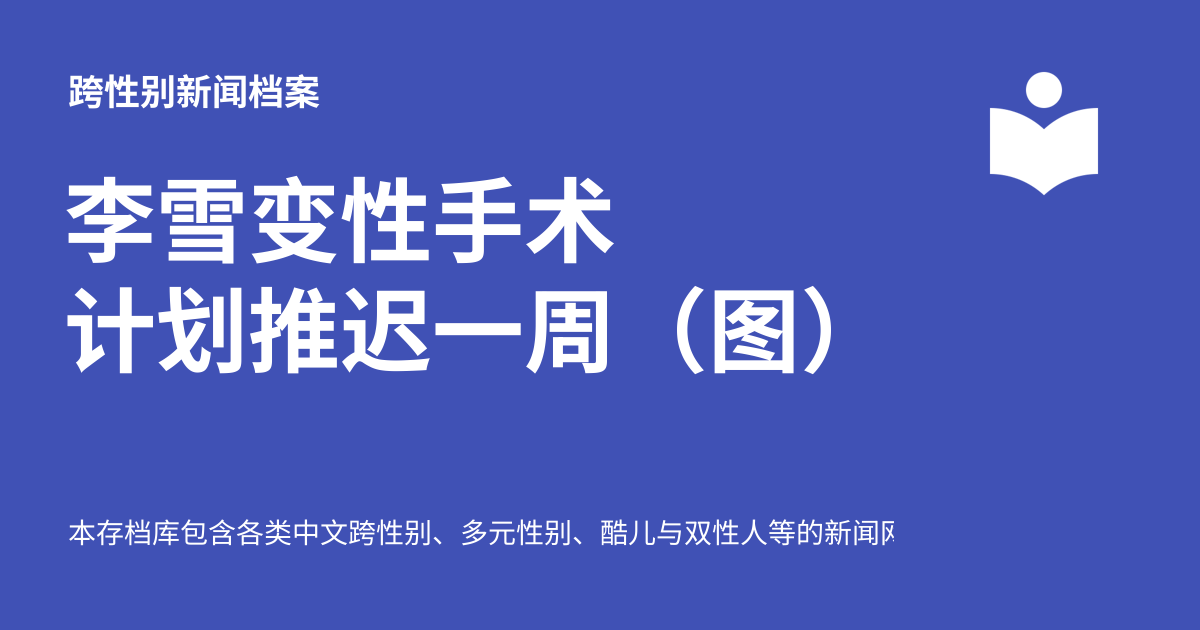 跨性别新闻档案
李雪变性手术
计划推迟一周（图）
本存档库包含各类中文跨性别、多元性别、酷儿与双性人等的新闻